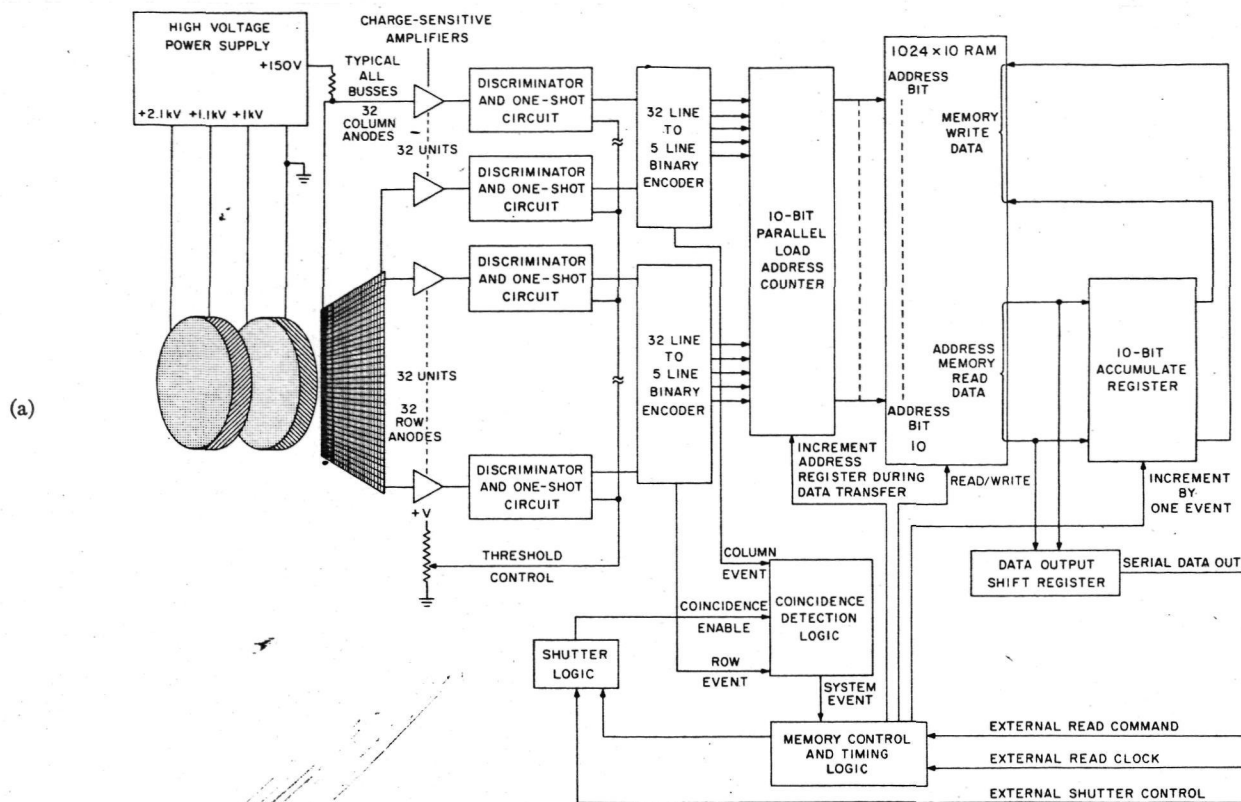 HIGH VOLTAGE
POWER SUPPLY
+150V
+2.1kV +1.1kV +1kV
CHARGE-SENSITIVE
AMPLIFIERS
TYPICAL
ALL
BUSSES
32
COLUMN
ANODES
32 UNITS
DISCRIMINATOR
AND ONE-SHOT
CIRCUIT
DISCRIMINATOR
AND ONE-SHOT
CIRCUIT
DISCRIMINATOR
AND ONE-SHOT
CIRCUIT
DISCRIMINATOR
AND ONE-SHOT
CIRCUIT
32 UNITS
32
ROW
ANODES
+V
THRESHOLD
CONTROL
32 LINE
TO
5 LINE
BINARY
ENCODER
32 LINE
TO
5 LINE
BINARY
ENCODER
10-BIT
PARALLEL
LOAD
ADDRESS
COUNTER
1024×10 RAM
ADDRESS
BIT
MEMORY
WRITE
DATA
ADDRESS
MEMORY
READ
DATA
ADDRESS
BIT
10
10-BIT
ACCUMULATE
REGISTER
INCREMENT
ADDRESS
REGISTER DURING
DATA TRANSFER
READ/WRITE
INCREMENT
BY
ONE EVENT
DATA OUTPUT
SHIFT REGISTER
SERIAL DATA OUT
COLUMN
EVENT
COINCIDENCE
ENABLE
COINCIDENCE
DETECTION
LOGIC
SHUTTER
LOGIC
ROW
EVENT
SYSTEM
EVENT
MEMORY CONTROL
AND TIMING
LOGIC
EXTERNAL READ COMMAND
EXTERNAL READ CLOCK
EXTERNAL SHUTTER CONTROL
(a)